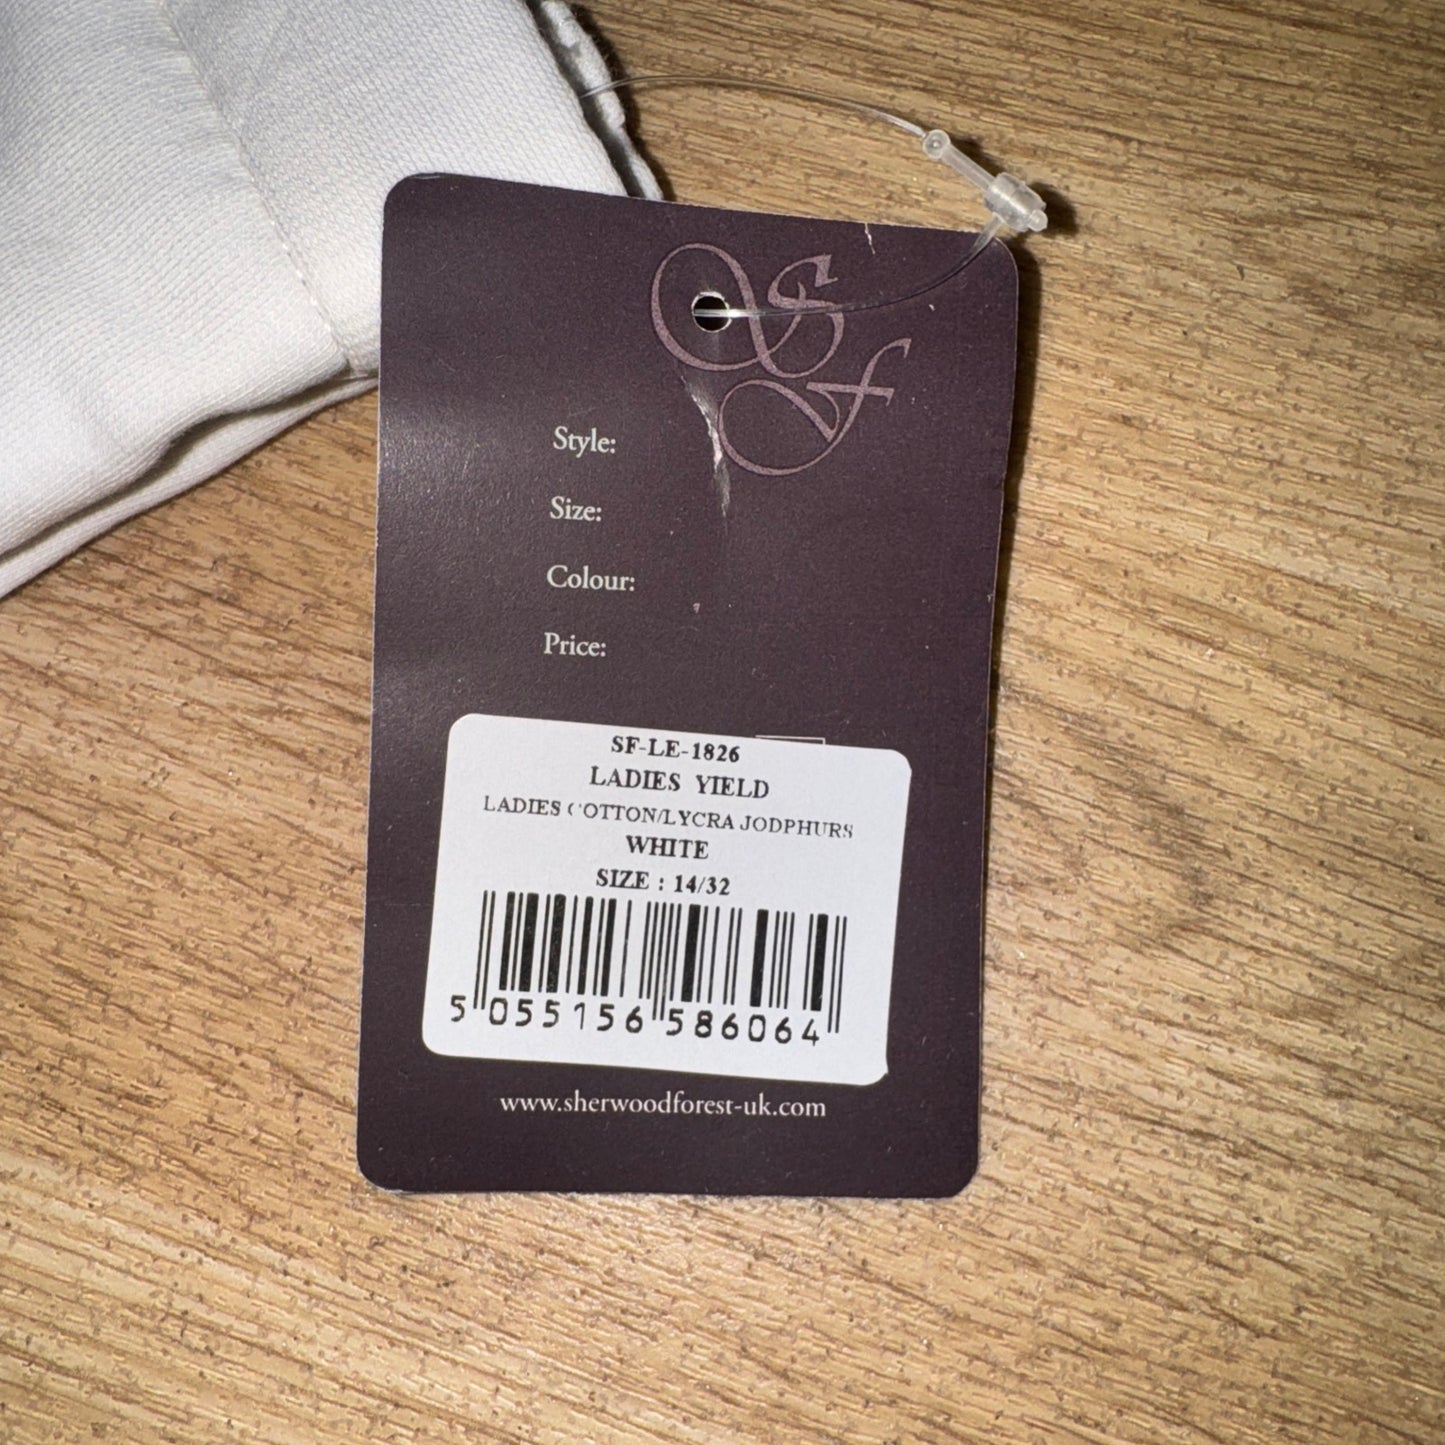 SF
Style:
Size:
Colour:
Price:
SF-LE-1826
LADIES YIELD
LADIES COTTON/LYCRA JODPHURS
WHITE
SIZE : 14/32
5 055156 586064
www.sherwoodforest-uk.com